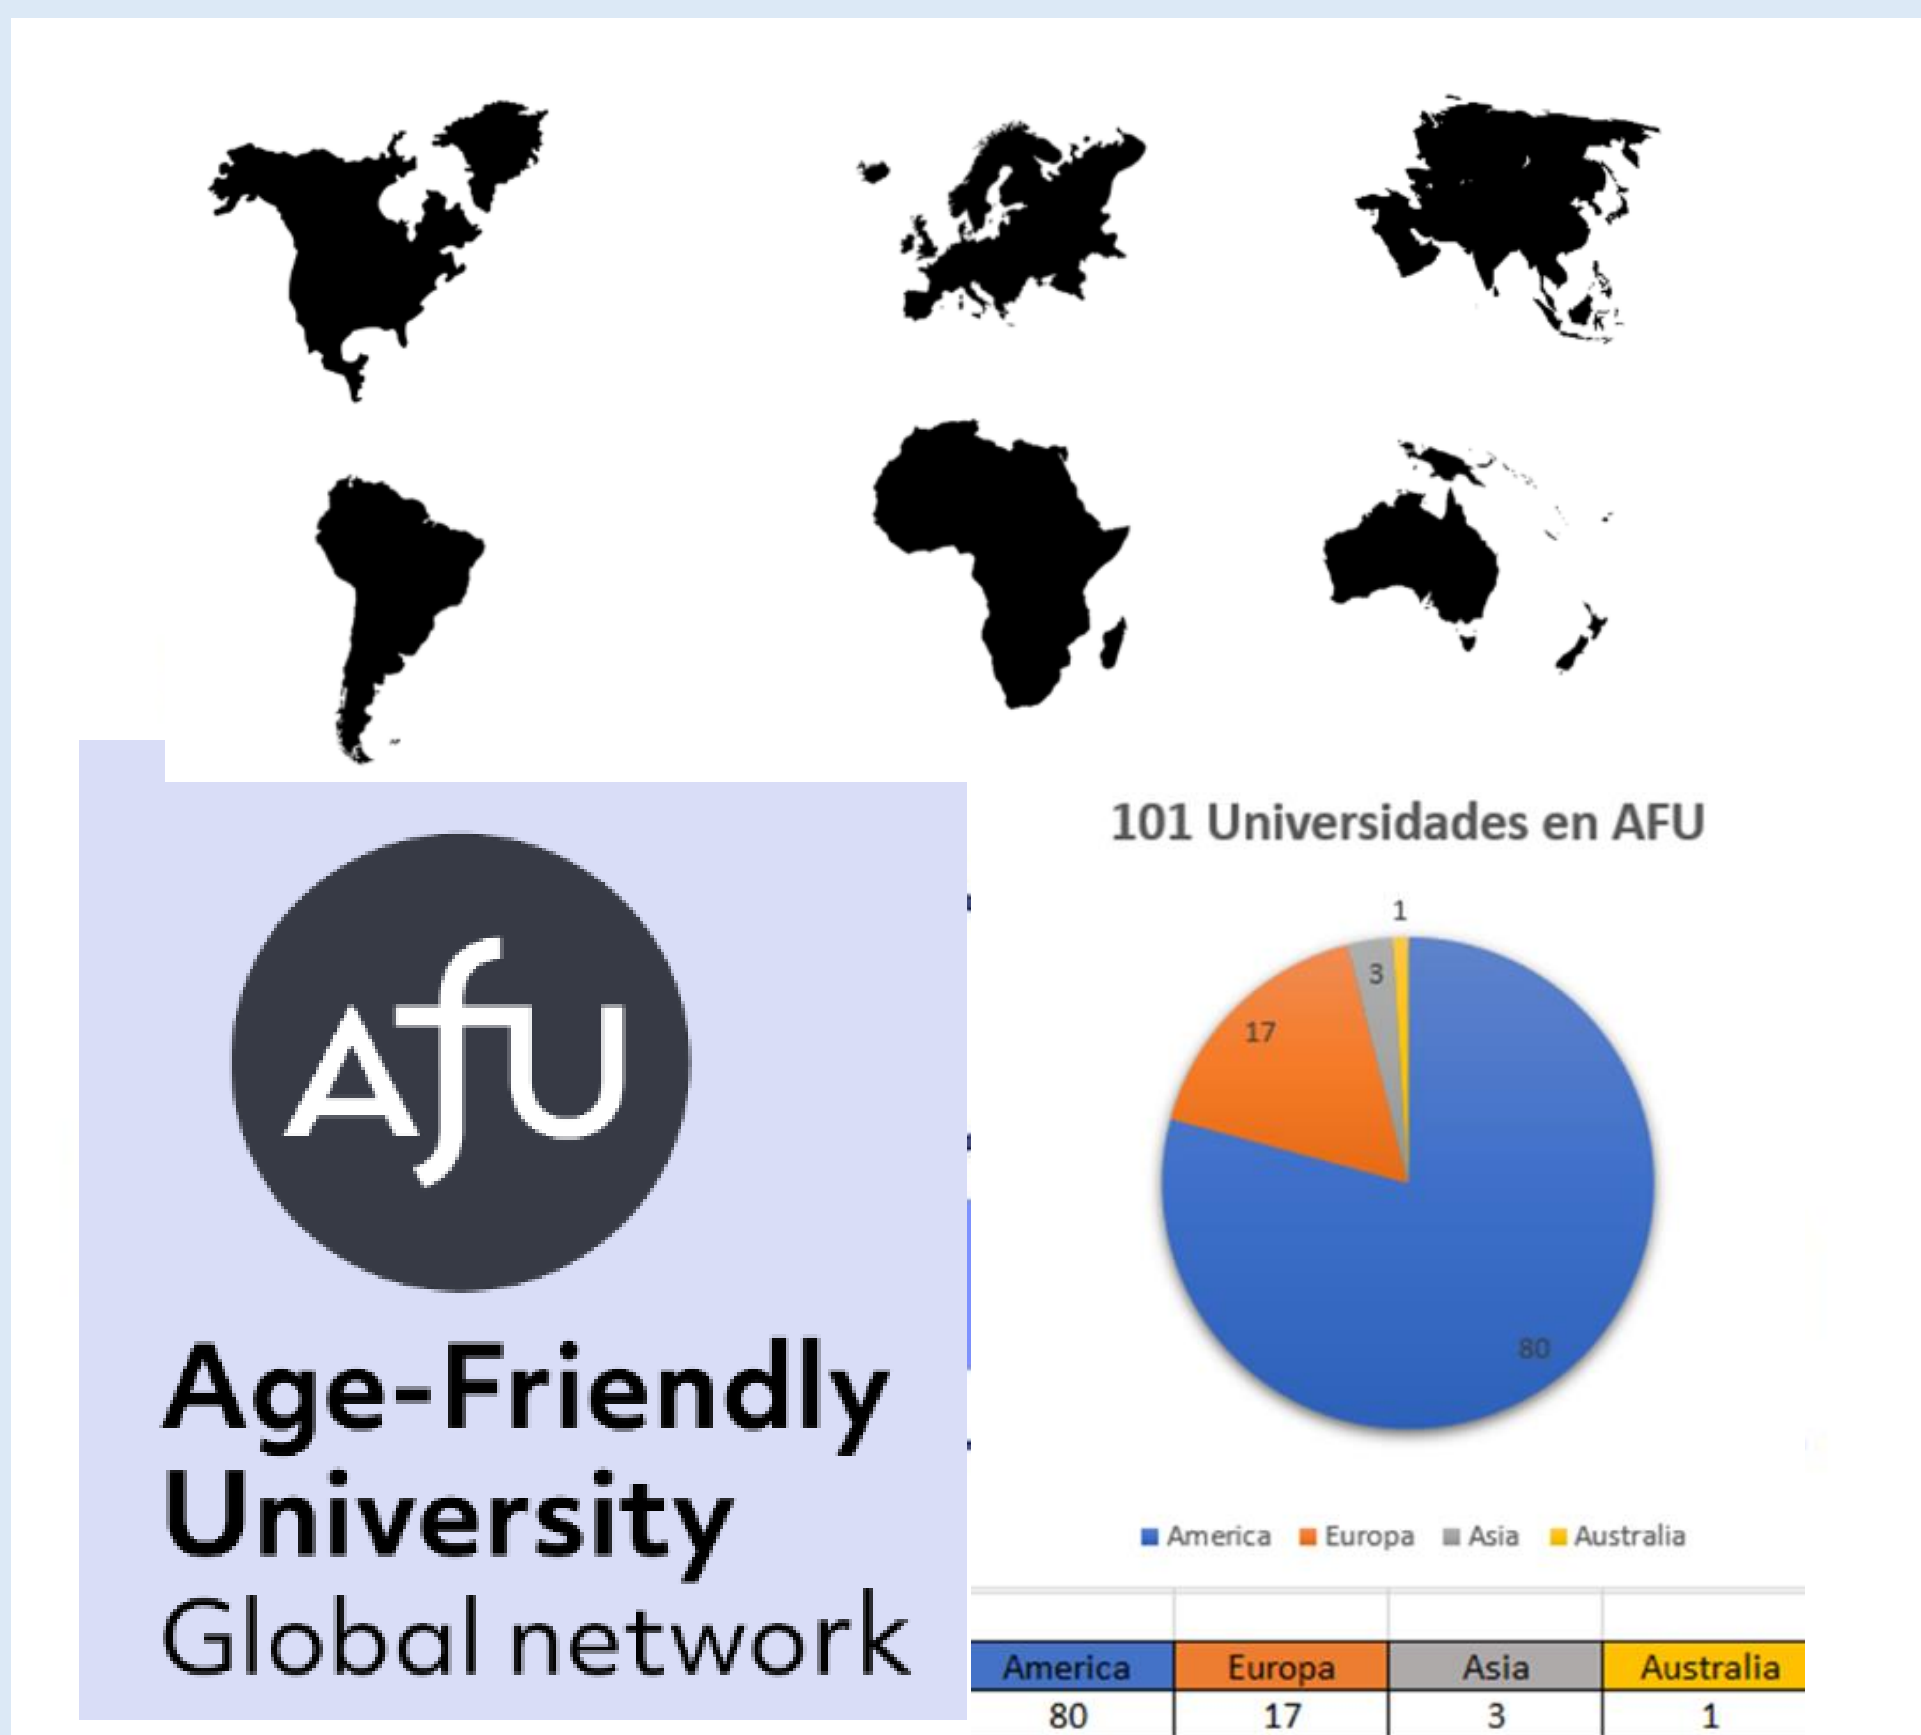 AfU
Age-Friendly
University
Global network
101 Universidades en AFU
1
3
17
80
America Europa Asia Australia
America Europa Asia Australia
80 17 3 1